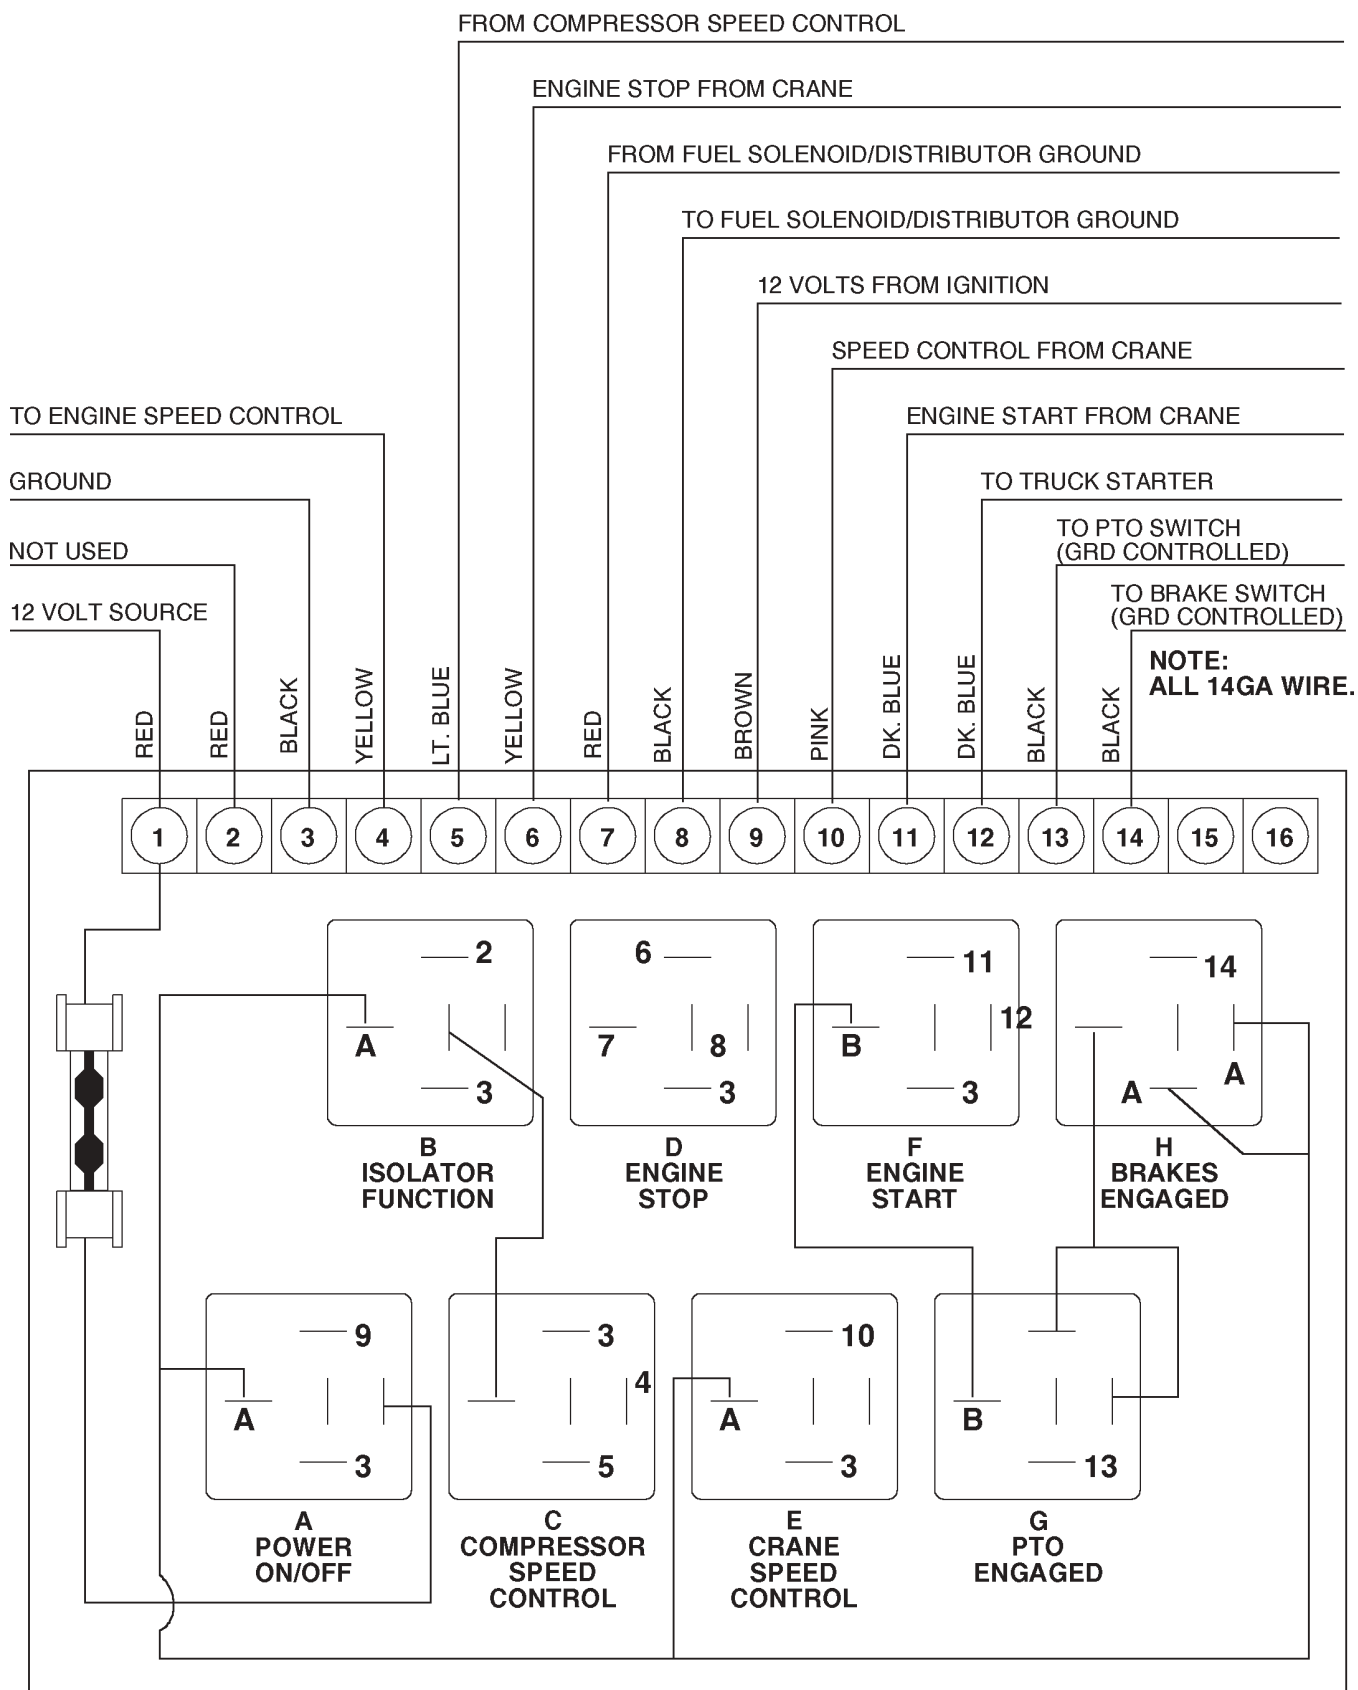 FROM COMPRESSOR SPEED CONTROL
ENGINE STOP FROM CRANE
FROM FUEL SOLENOID/DISTRIBUTOR GROUND
TO FUEL SOLENOID/DISTRIBUTOR GROUND
12 VOLTS FROM IGNITION
SPEED CONTROL FROM CRANE
TO ENGINE SPEED CONTROL
ENGINE START FROM CRANE
GROUND
TO TRUCK STARTER
NOT USED
TO PTO SWITCH
(GRD CONTROLLED)
12 VOLT SOURCE
TO BRAKE SWITCH
(GRD CONTROLLED)
NOTE:
ALL 14GA WIRE.
RED
RED
BLACK
YELLOW
LT. BLUE
YELLOW
RED
BLACK
BROWN
PINK
DK. BLUE
DK. BLUE
BLACK
BLACK
1 2 3 4 5 6 7 8 9 10 11 12 13 14 15 16
2
A
3
B
ISOLATOR
FUNCTION
6
7 8
3
D
ENGINE
STOP
11
12
B
3
F
ENGINE
START
14
A
A
H
BRAKES
ENGAGED
9
A
3
A
POWER
ON/OFF
3
4
5
C
COMPRESSOR
SPEED
CONTROL
10
A
3
E
CRANE
SPEED
CONTROL
B
13
G
PTO
ENGAGED